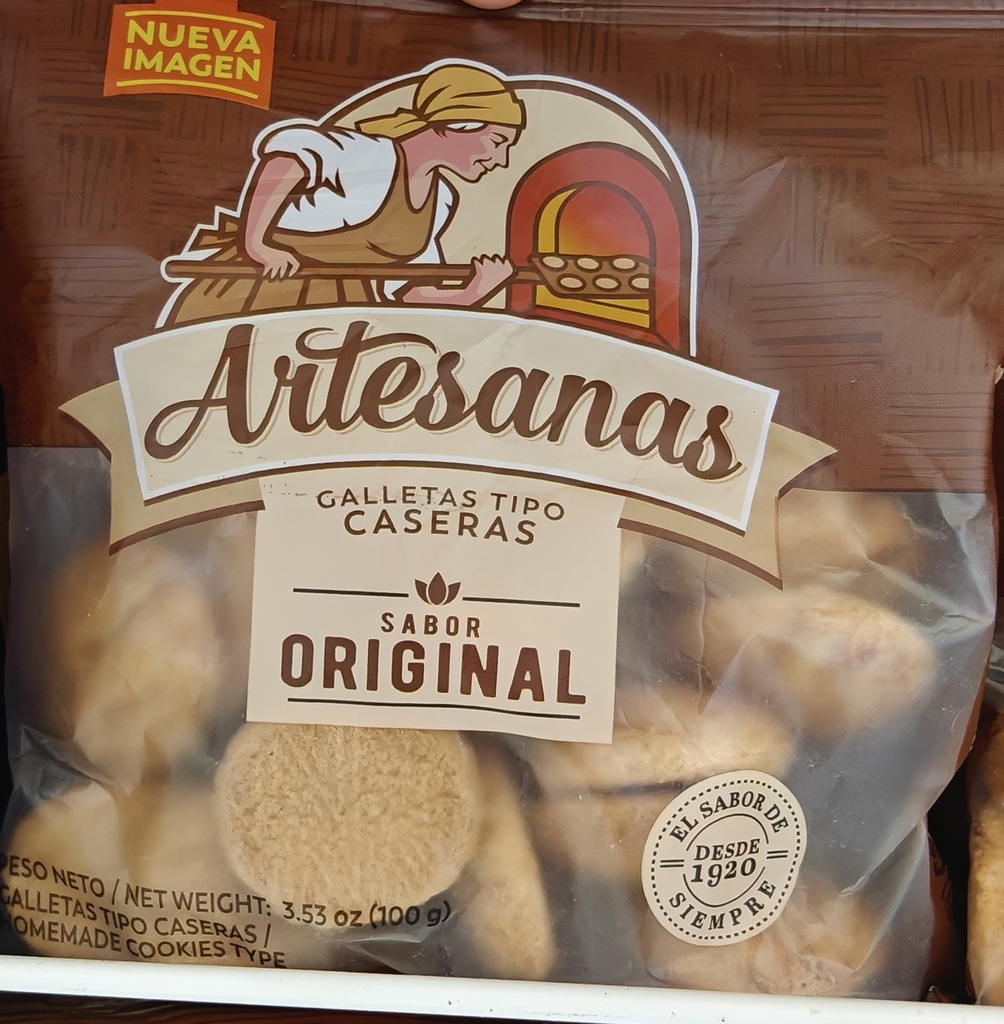 NUEVA
IMAGEN
Artesanas
GALLETAS TIPO
CASERAS
SABOR
ORIGINAL
EL SABOR DE
DESDE
1920
SIEMPRE
PESO NETO / NET WEIGHT: 3.53 oz (100 g)
GALLETAS TIPO CASERAS /
HOMEMADE COOKIES TYPE